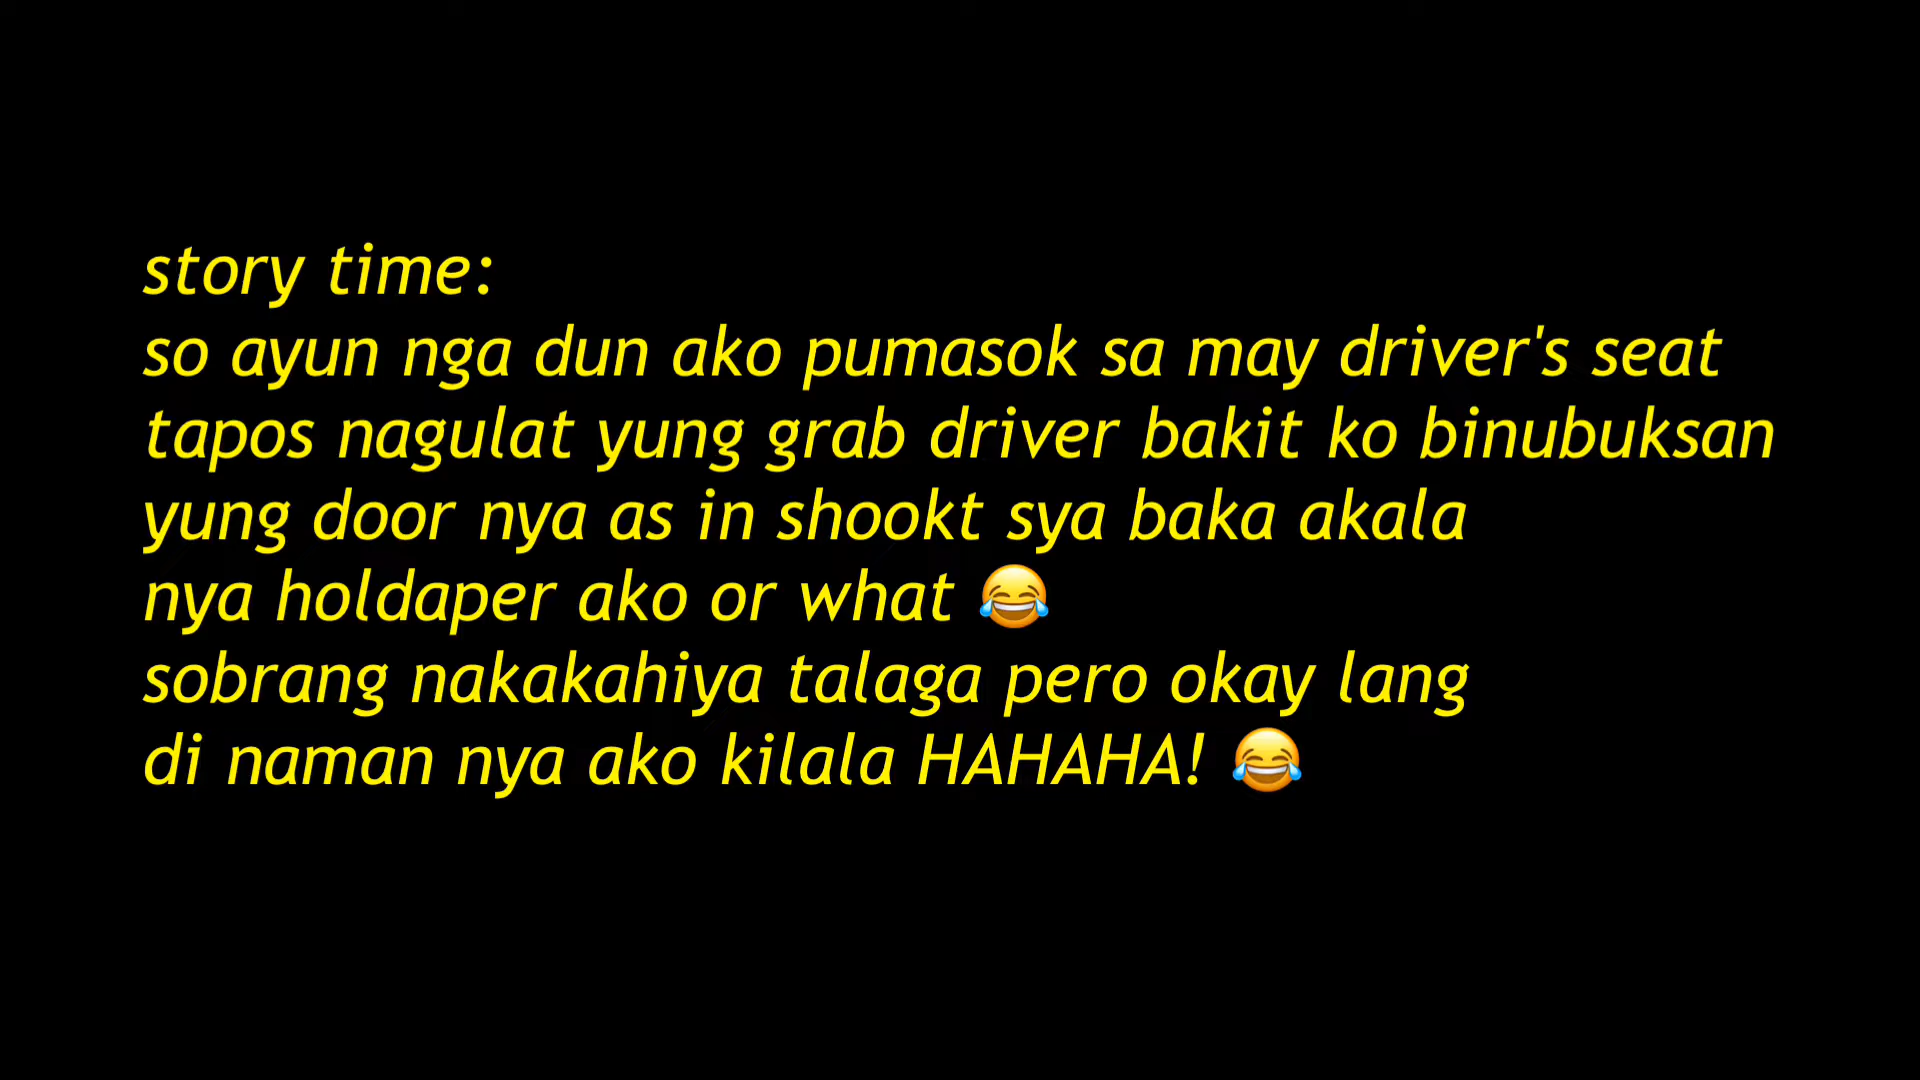 story time:
so ayun nga dun ako pumasok sa may driver's seat
tapos nagulat yung grab driver bakit ko binubuksan
yung door nya as in shookt sya baka akala
nya holdaper ako or what 😂
sobrang nakakahiya talaga pero okay lang
di naman nya ako kilala HAHAHA! 😂